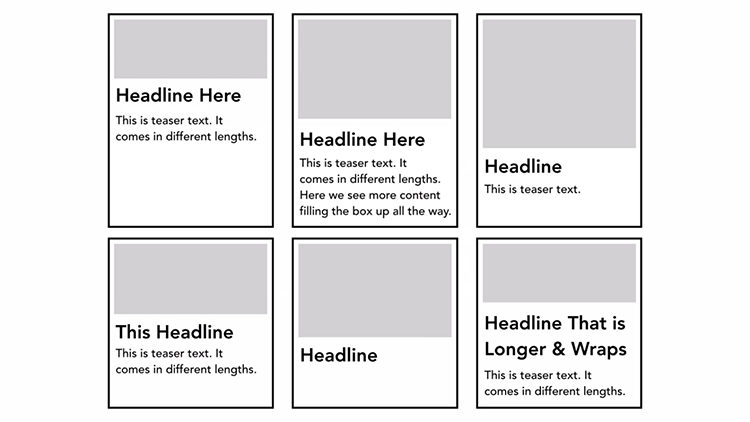 Headline Here
This is teaser text. It
comes in different lengths.
Headline Here
This is teaser text. It
comes in different lengths.
Here we see more content
filling the box up all the way.
Headline
This is teaser text.
This Headline
This is teaser text. It
comes in different lengths.
Headline
Headline That is
Longer & Wraps
This is teaser text. It
comes in different lengths.